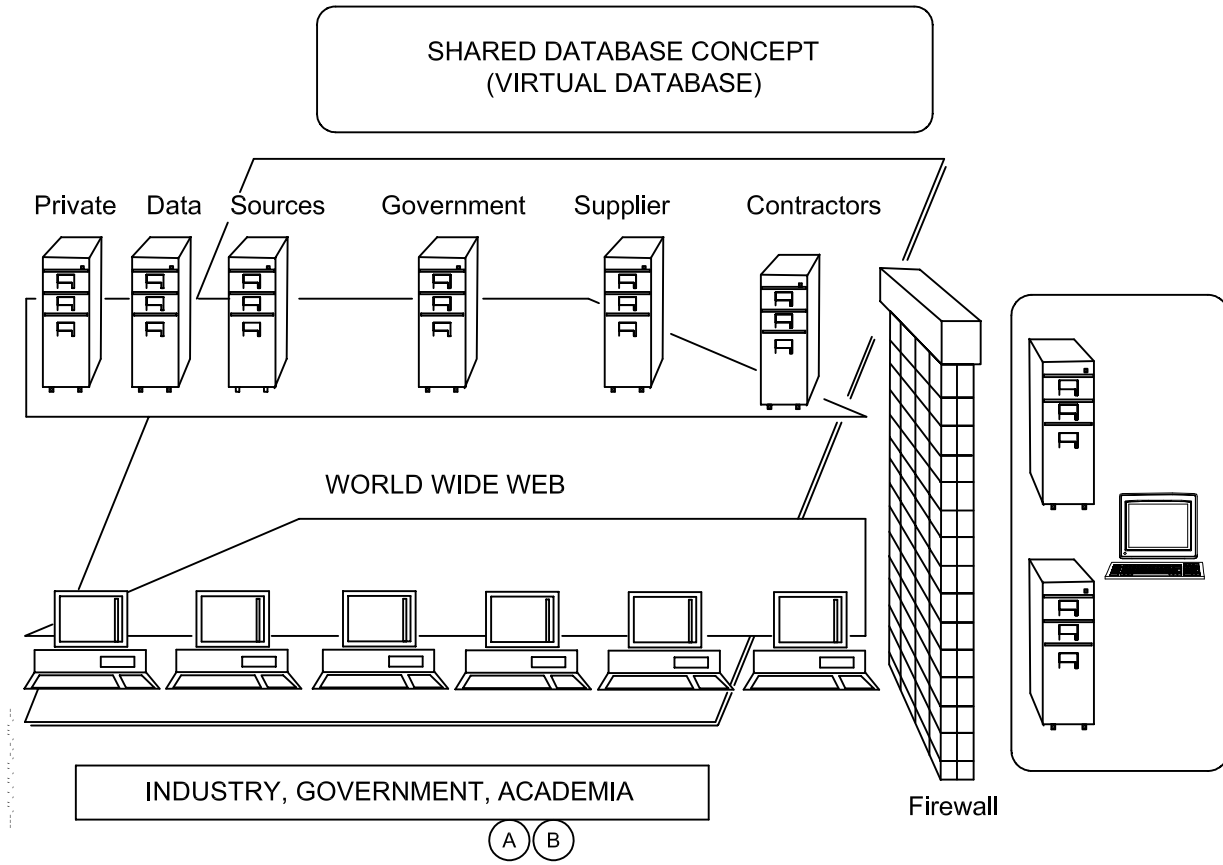 SHARED DATABASE CONCEPT
(VIRTUAL DATABASE)
Private Data Sources Government Supplier Contractors
WORLD WIDE WEB
INDUSTRY, GOVERNMENT, ACADEMIA
Firewall
A B